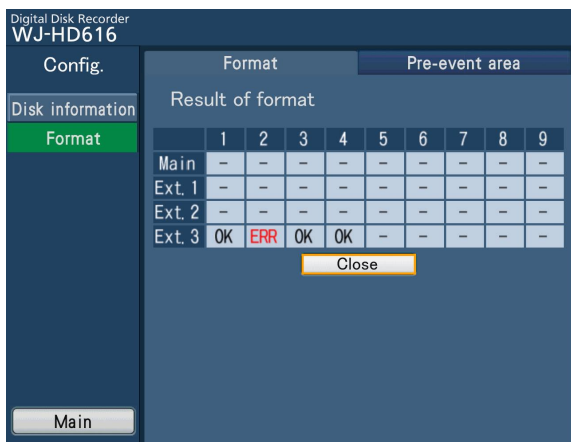 Digital Disk Recorder
WJ-HD616
Config.
Disk information
Format
Main
Format
Pre-event area
Result of format
1 2 3 4 5 6 7 8 9
Main – – – – – – – – –
Ext. 1 – – – – – – – – –
Ext. 2 – – – – – – – – –
Ext. 3 OK ERR OK OK – – – – –
Close